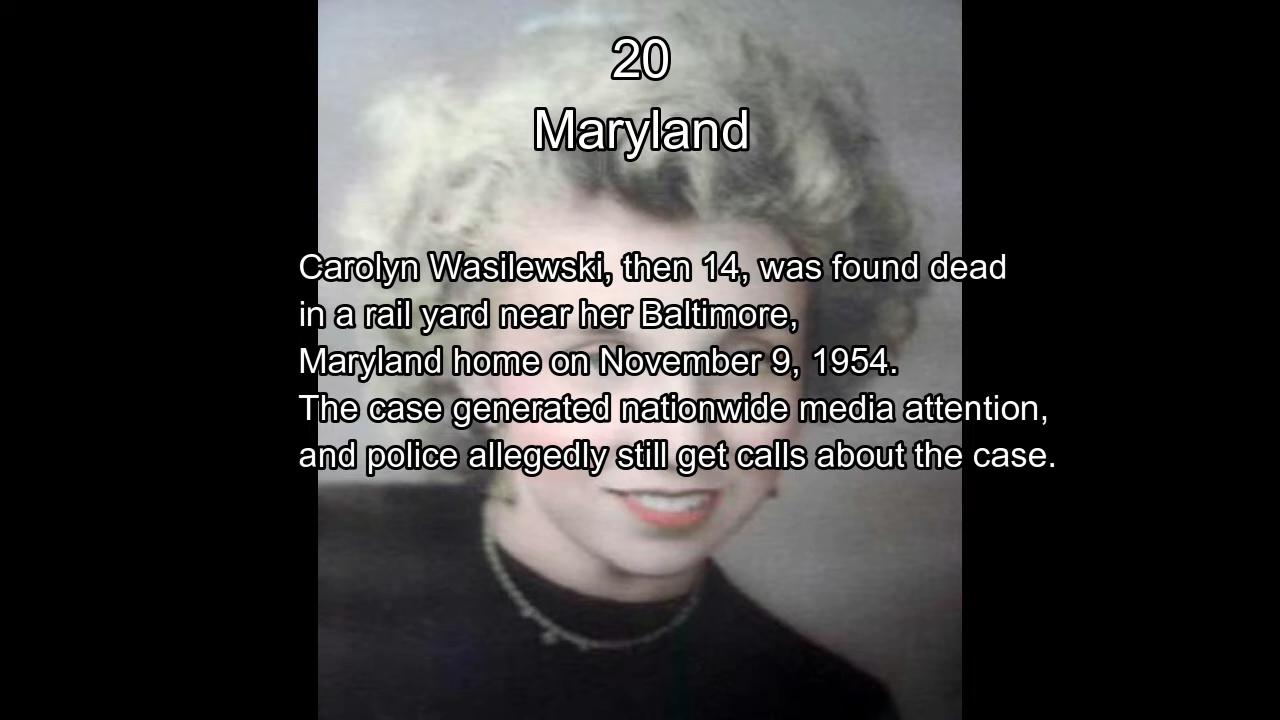 20
Maryland
Carolyn Wasilewski, then 14, was found dead
in a rail yard near her Baltimore,
Maryland home on November 9, 1954.
The case generated nationwide media attention,
and police allegedly still get calls about the case.